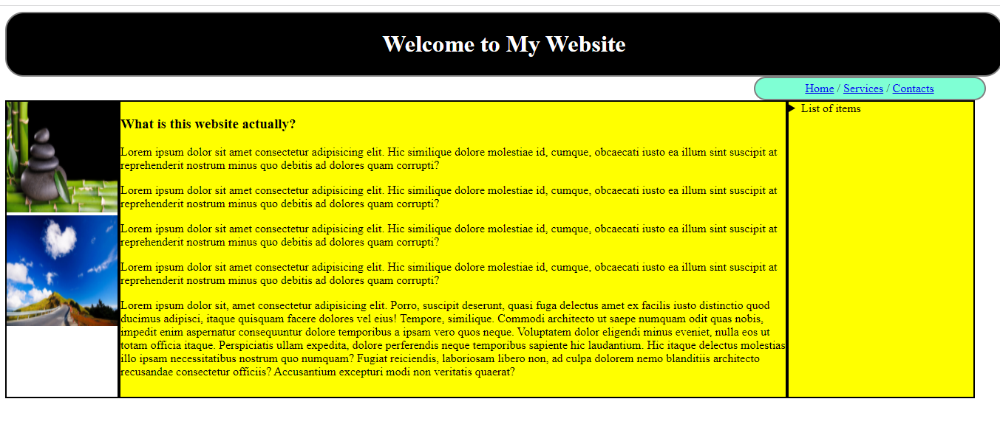 Welcome to My Website
Home / Services / Contacts
What is this website actually?
Lorem ipsum dolor sit amet consectetur adipisicing elit. Hic similique dolore molestiae id, cumque, obcaecati iusto ea illum sint suscipit at
reprehenderit nostrum minus quo debitis ad dolores quam corrupti?
Lorem ipsum dolor sit amet consectetur adipisicing elit. Hic similique dolore molestiae id, cumque, obcaecati iusto ea illum sint suscipit at
reprehenderit nostrum minus quo debitis ad dolores quam corrupti?
Lorem ipsum dolor sit amet consectetur adipisicing elit. Hic similique dolore molestiae id, cumque, obcaecati iusto ea illum sint suscipit at
reprehenderit nostrum minus quo debitis ad dolores quam corrupti?
Lorem ipsum dolor sit amet consectetur adipisicing elit. Hic similique dolore molestiae id, cumque, obcaecati iusto ea illum sint suscipit at
reprehenderit nostrum minus quo debitis ad dolores quam corrupti?
Lorem ipsum dolor sit, amet consectetur adipisicing elit. Porro, suscipit deserunt, quasi fuga delectus amet ex facilis iusto distinctio quod
ducimus adipisci, itaque quisquam facere dolores vel eius! Tempore, similique. Commodi architecto ut saepe numquam odit quas nobis,
impedit enim aspernatur consequuntur dolore temporibus a ipsam vero quos neque. Voluptatem dolor eligendi minus eveniet, nulla eos ut
totam officia itaque. Perspiciatis ullam expedita, dolore perferendis neque temporibus sapiente hic laudantium. Hic itaque delectus molestias
illo ipsam necessitatibus nostrum quo numquam? Fugiat reiciendis, laboriosam libero non, ad culpa dolorem nemo blanditiis architecto
recusandae consectetur officiis? Accusantium excepturi modi non veritatis quaerat?
List of items